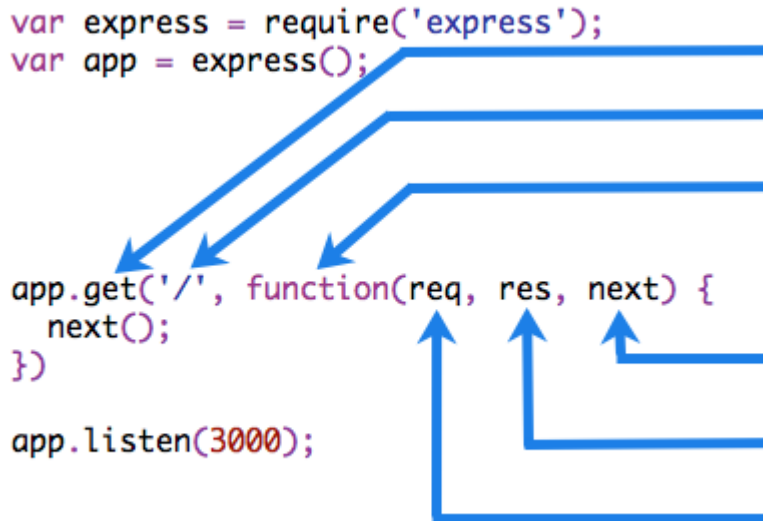 var express = require('express');
var app = express();
app.get('/', function(req, res, next) {
  next();
})
app.listen(3000);